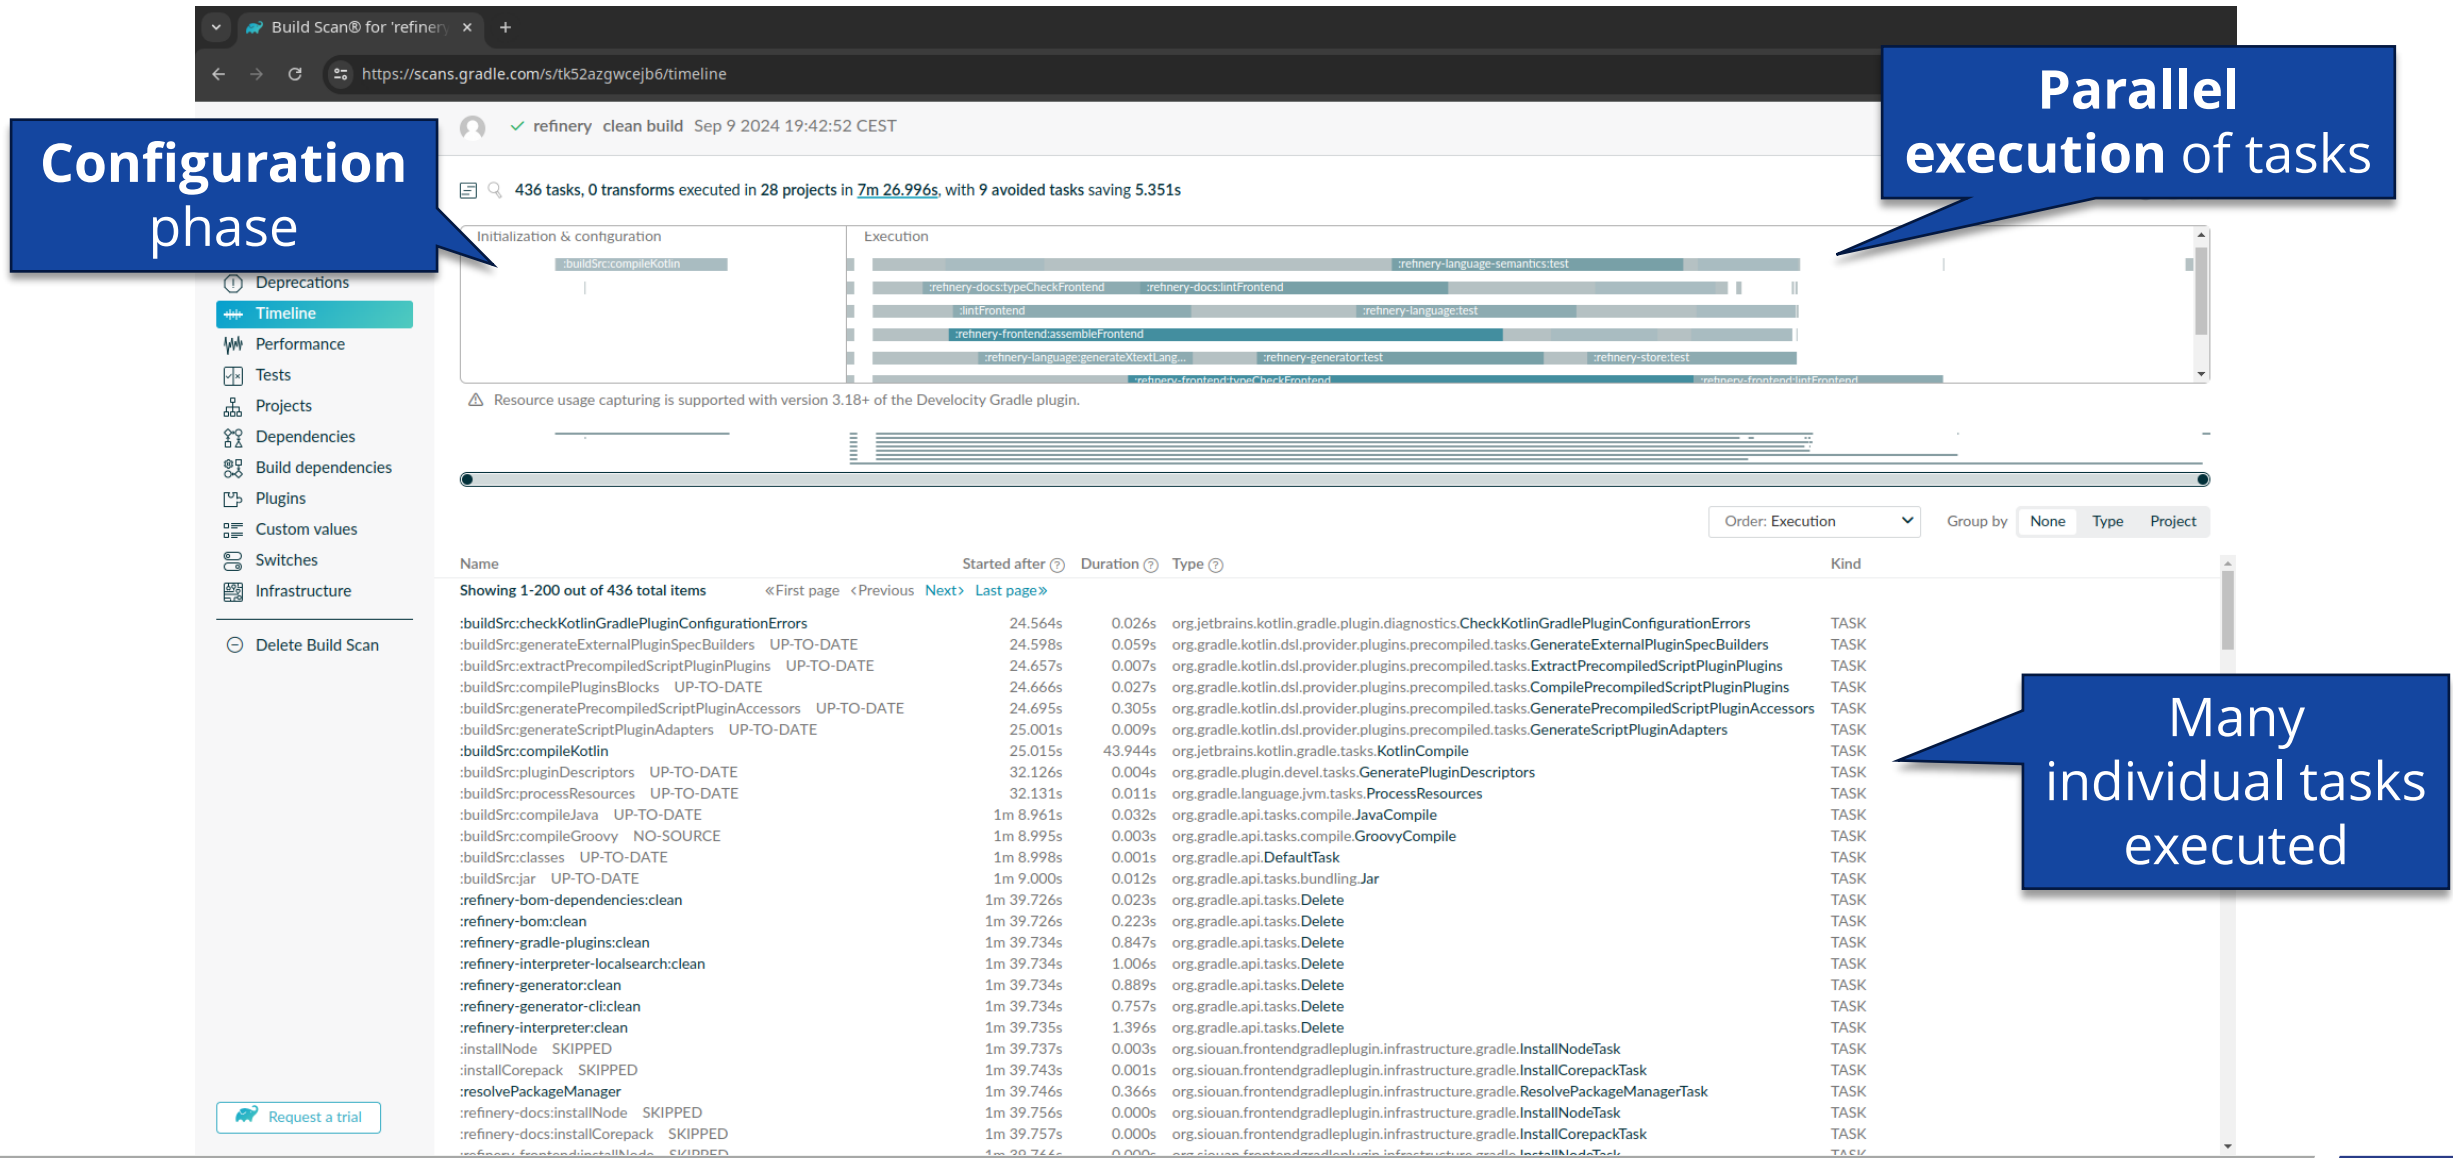 Build Scan® for 'refinery
https://scans.gradle.com/s/tk52azgwcejb6/timeline
Parallel
execution of tasks
Configuration
phase
refinery clean build Sep 9 2024 19:42:52 CEST
436 tasks, 0 transforms executed in 28 projects in 7m 26.996s, with 9 avoided tasks saving 5.351s
Initialization & configuration
Execution
:buildSrc:compileKotlin
:refinery-language-semantics:test
:refinery-docs:typeCheckFrontend :refinery-docs:lintFrontend
:lintFrontend :refinery-language:test
:refinery-frontend:assembleFrontend
:refinery-language:generateXtextLang... :refinery-generator:test :refinery-store:test
:refinery-frontend:typeCheckFrontend :refinery-frontend:lintFrontend
Resource usage capturing is supported with version 3.18+ of the Develocity Gradle plugin.
Deprecations
Timeline
Performance
Tests
Projects
Dependencies
Build dependencies
Plugins
Custom values
Switches
Infrastructure
Delete Build Scan
Request a trial
Order: Execution
Group by None Type Project
Name Started after Duration Type Kind
Showing 1-200 out of 436 total items «First page ‹Previous Next› Last page»
:buildSrc:checkKotlinGradlePluginConfigurationErrors 24.564s 0.026s org.jetbrains.kotlin.gradle.plugin.diagnostics.CheckKotlinGradlePluginConfigurationErrors TASK
:buildSrc:generateExternalPluginSpecBuilders UP-TO-DATE 24.598s 0.059s org.gradle.kotlin.dsl.provider.plugins.precompiled.tasks.GenerateExternalPluginSpecBuilders TASK
:buildSrc:extractPrecompiledScriptPluginPlugins UP-TO-DATE 24.657s 0.007s org.gradle.kotlin.dsl.provider.plugins.precompiled.tasks.ExtractPrecompiledScriptPluginPlugins TASK
:buildSrc:compilePluginsBlocks UP-TO-DATE 24.666s 0.027s org.gradle.kotlin.dsl.provider.plugins.precompiled.tasks.CompilePrecompiledScriptPluginPlugins TASK
:buildSrc:generatePrecompiledScriptPluginAccessors UP-TO-DATE 24.695s 0.305s org.gradle.kotlin.dsl.provider.plugins.precompiled.tasks.GeneratePrecompiledScriptPluginAccessors TASK
:buildSrc:generateScriptPluginAdapters UP-TO-DATE 25.001s 0.009s org.gradle.kotlin.dsl.provider.plugins.precompiled.tasks.GenerateScriptPluginAdapters TASK
:buildSrc:compileKotlin 25.015s 43.944s org.jetbrains.kotlin.gradle.tasks.KotlinCompile TASK
:buildSrc:pluginDescriptors UP-TO-DATE 32.126s 0.004s org.gradle.plugin.devel.tasks.GeneratePluginDescriptors TASK
:buildSrc:processResources UP-TO-DATE 32.131s 0.011s org.gradle.language.jvm.tasks.ProcessResources TASK
:buildSrc:compileJava UP-TO-DATE 1m 8.961s 0.032s org.gradle.api.tasks.compile.JavaCompile TASK
:buildSrc:compileGroovy NO-SOURCE 1m 8.995s 0.003s org.gradle.api.tasks.compile.GroovyCompile TASK
:buildSrc:classes UP-TO-DATE 1m 8.998s 0.001s org.gradle.api.DefaultTask TASK
:buildSrc:jar UP-TO-DATE 1m 9.000s 0.012s org.gradle.api.tasks.bundling.Jar TASK
:refinery-bom-dependencies:clean 1m 39.726s 0.023s org.gradle.api.tasks.Delete TASK
:refinery-bom:clean 1m 39.726s 0.223s org.gradle.api.tasks.Delete TASK
:refinery-gradle-plugins:clean 1m 39.734s 0.847s org.gradle.api.tasks.Delete TASK
:refinery-interpreter-localsearch:clean 1m 39.734s 1.006s org.gradle.api.tasks.Delete TASK
:refinery-generator:clean 1m 39.734s 0.889s org.gradle.api.tasks.Delete TASK
:refinery-generator-cli:clean 1m 39.734s 0.757s org.gradle.api.tasks.Delete TASK
:refinery-interpreter:clean 1m 39.735s 1.396s org.gradle.api.tasks.Delete TASK
:installNode SKIPPED 1m 39.737s 0.003s org.siouan.frontendgradleplugin.infrastructure.gradle.InstallNodeTask TASK
:installCorepack SKIPPED 1m 39.743s 0.001s org.siouan.frontendgradleplugin.infrastructure.gradle.InstallCorepackTask TASK
:resolvePackageManager 1m 39.746s 0.366s org.siouan.frontendgradleplugin.infrastructure.gradle.ResolvePackageManagerTask TASK
:refinery-docs:installNode SKIPPED 1m 39.756s 0.000s org.siouan.frontendgradleplugin.infrastructure.gradle.InstallNodeTask TASK
:refinery-docs:installCorepack SKIPPED 1m 39.757s 0.000s org.siouan.frontendgradleplugin.infrastructure.gradle.InstallCorepackTask TASK
:refinery-frontend:installNode SKIPPED 1m 39.766s 0.000s org.siouan.frontendgradleplugin.infrastructure.gradle.InstallNodeTask TASK
Many
individual tasks
executed